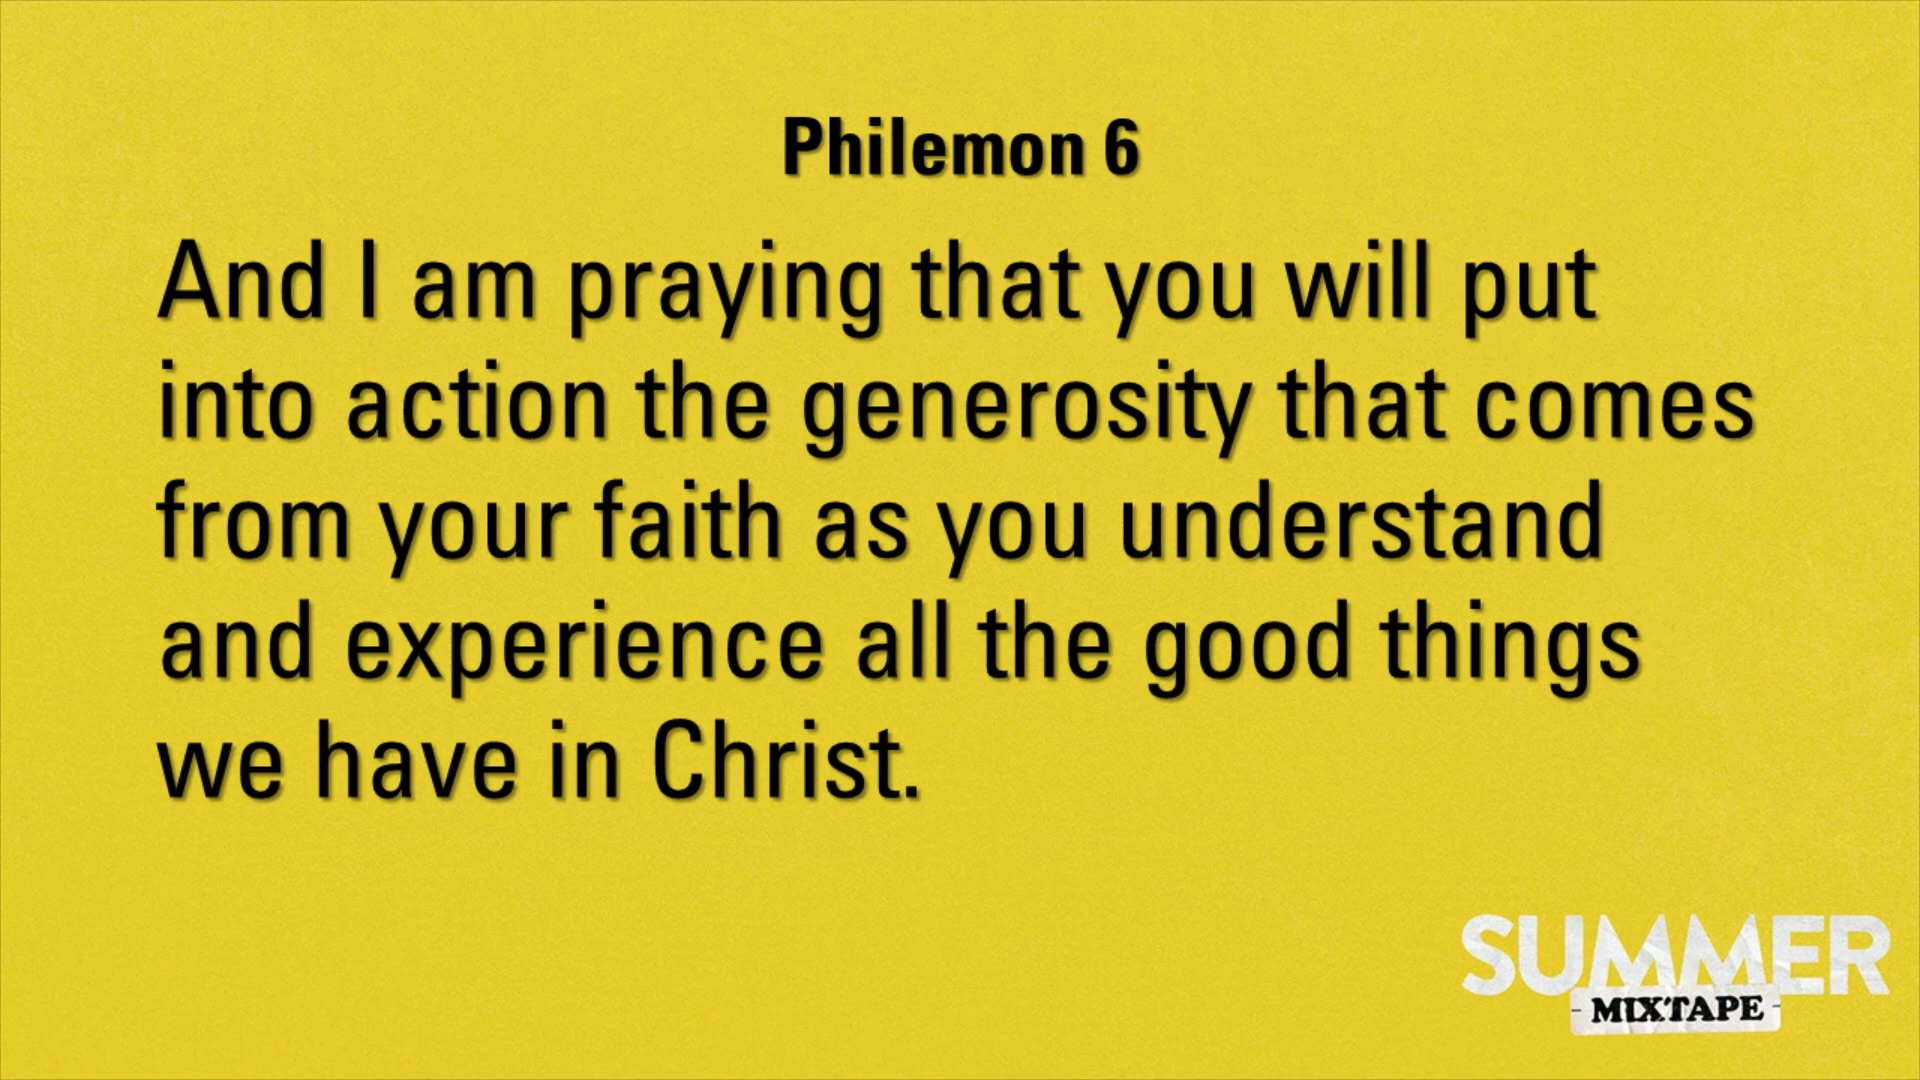 Philemon 6
And I am praying that you will put
into action the generosity that comes
from your faith as you understand
and experience all the good things
we have in Christ.
SUMMER
- MIXTAPE -